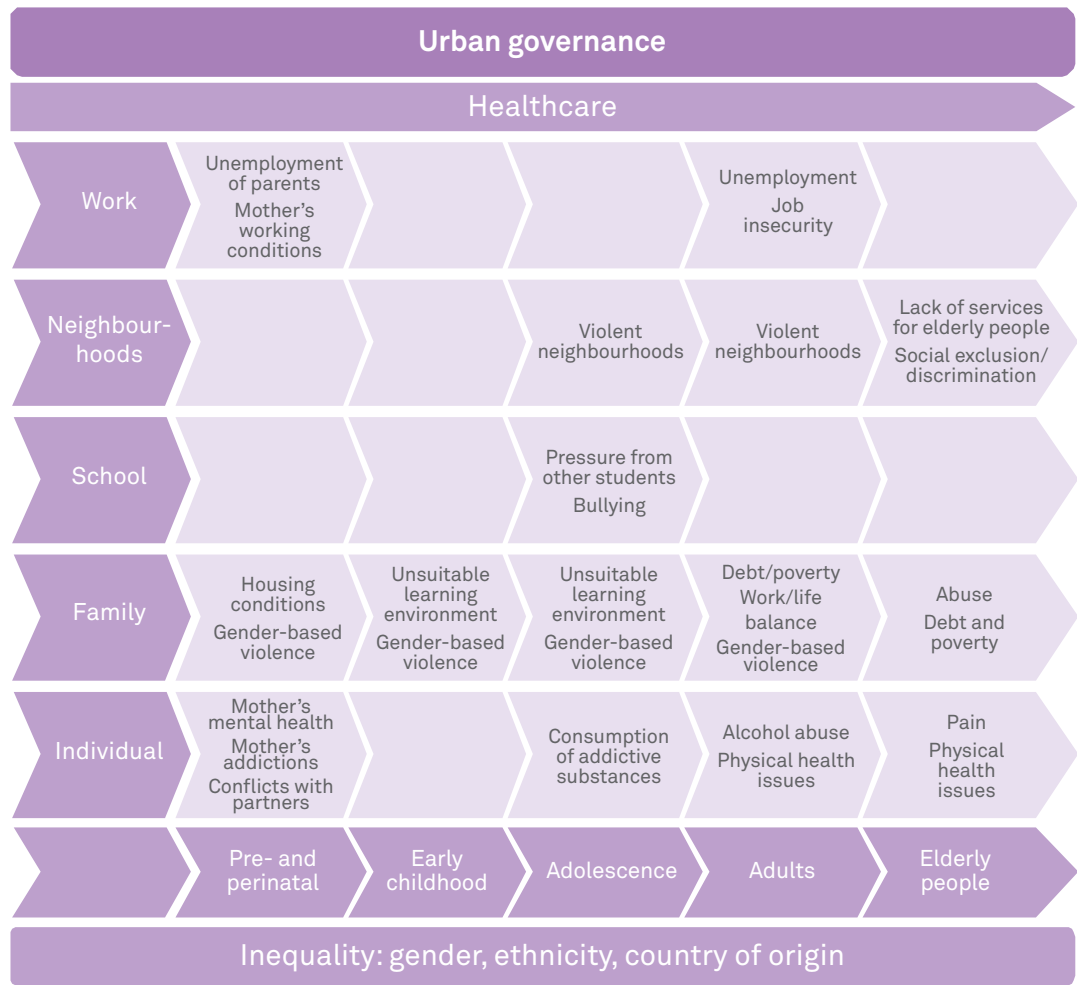 Urban governance
Healthcare
Work
Unemployment
of parents
Mother's
working
conditions
Unemployment
Job
insecurity
Neighbour-
hoods
Violent
neighbourhoods
Violent
neighbourhoods
Lack of services
for elderly people
Social exclusion/
discrimination
School
Pressure from
other students
Bullying
Family
Housing
conditions
Gender-based
violence
Unsuitable
learning
environment
Gender-based
violence
Unsuitable
learning
environment
Gender-based
violence
Debt/poverty
Work/life
balance
Gender-based
violence
Abuse
Debt and
poverty
Individual
Mother's
mental health
Mother's
addictions
Conflicts with
partners
Consumption
of addictive
substances
Alcohol abuse
Physical health
issues
Pain
Physical
health
issues
Pre- and
perinatal
Early
childhood
Adolescence
Adults
Elderly
people
Inequality: gender, ethnicity, country of origin